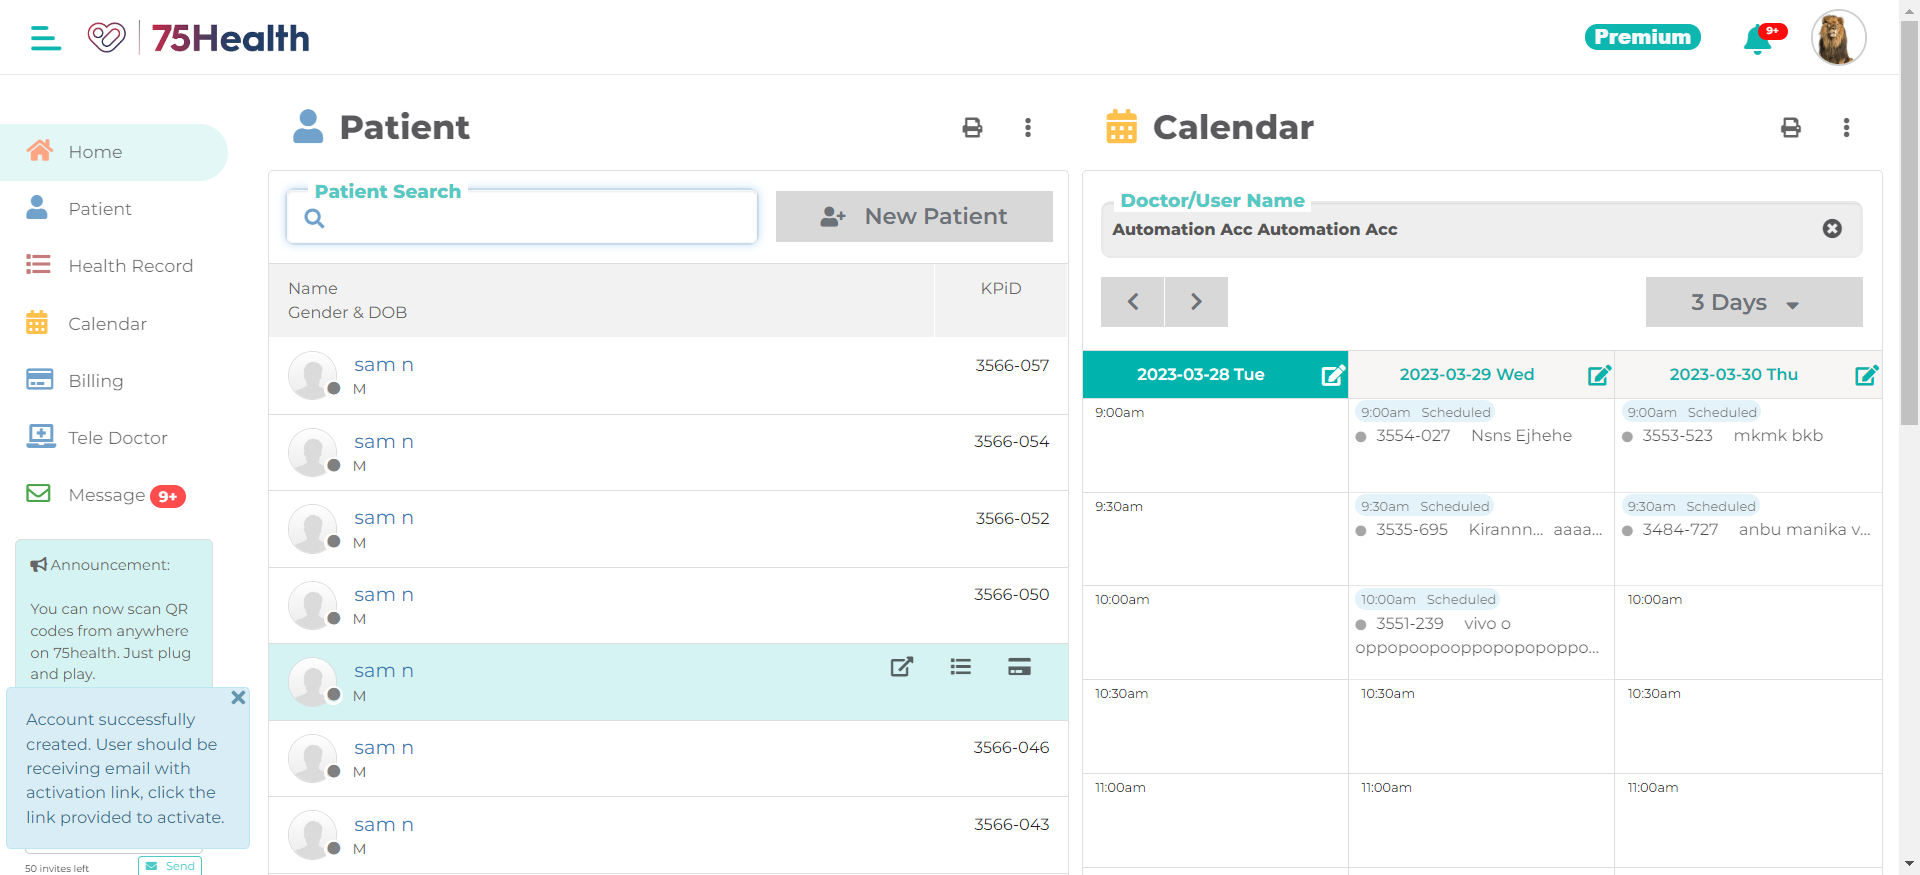 75Health
Premium
9+
Home
Patient
Health Record
Calendar
Billing
Tele Doctor
Message 9+
Announcement:
You can now scan QR
codes from anywhere
on 75health. Just plug
and play.
Account successfully
created. User should be
receiving email with
activation link, click the
link provided to activate.
50 invites left
Send
Patient
Patient Search
New Patient
Name
Gender & DOB
KPiD
sam n
M
3566-057
sam n
M
3566-054
sam n
M
3566-052
sam n
M
3566-050
sam n
M
sam n
M
3566-046
sam n
M
3566-043
Calendar
Doctor/User Name
Automation Acc Automation Acc
3 Days
2023-03-28 Tue
2023-03-29 Wed
2023-03-30 Thu
9:00am
9:00am Scheduled
3554-027 Nsns Ejhehe
9:00am Scheduled
3553-523 mkmk bkb
9:30am
9:30am Scheduled
3535-695 Kirannn... aaaa...
9:30am Scheduled
3484-727 anbu manika v...
10:00am
10:00am Scheduled
3551-239 vivo o
oppopoopooppopopopoppo...
10:00am
10:30am
10:30am
10:30am
11:00am
11:00am
11:00am